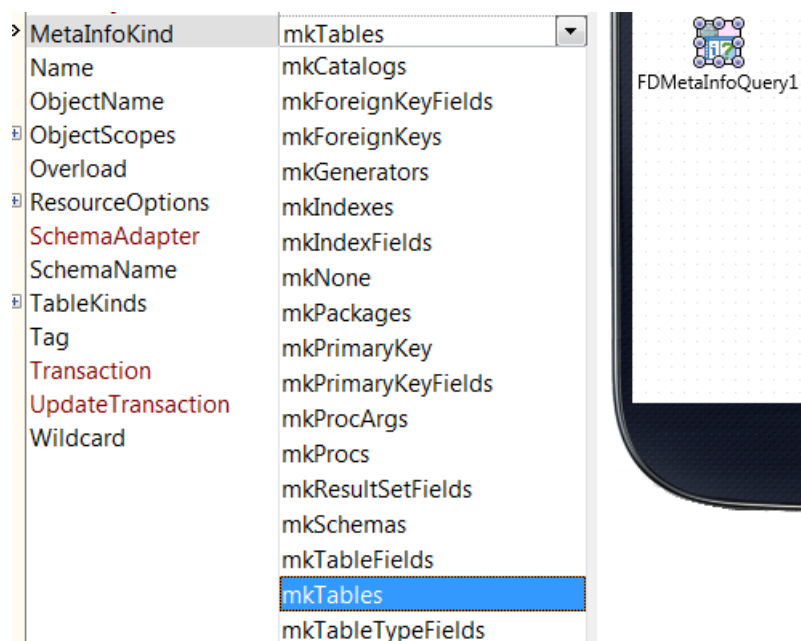 MetaInfoKind mkTables
Name mkCatalogs
ObjectName mkForeignKeyFields
ObjectScopes mkForeignKeys
Overload mkGenerators
ResourceOptions mkIndexes
SchemaAdapter mkIndexFields
SchemaName mkNone
TableKinds mkPackages
Tag mkPrimaryKey
Transaction mkPrimaryKeyFields
UpdateTransaction mkProcArgs
Wildcard mkProcs
mkResultSetFields
mkSchemas
mkTableFields
mkTables
mkTableTypeFields
FDMetaInfoQuery1